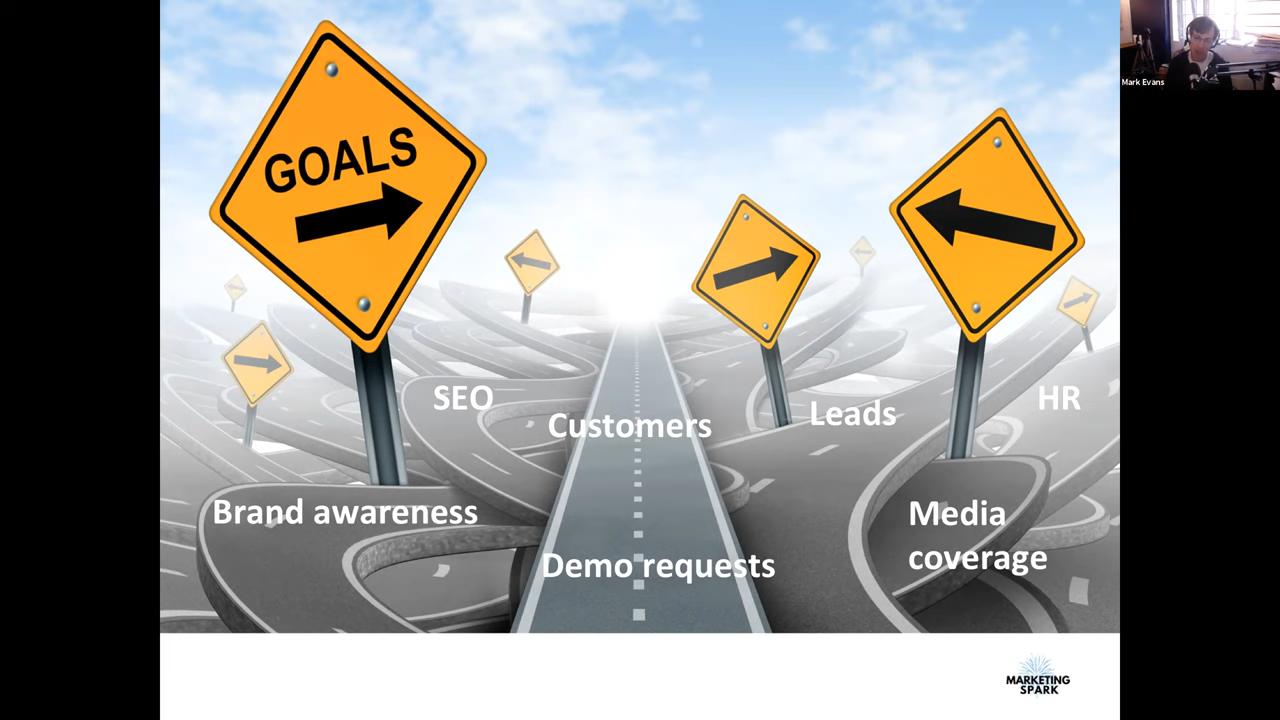 GOALS
Mark Evans
SEO
Customers
Leads
HR
Brand awareness
Media
coverage
Demo requests
MARKETING
SPARK